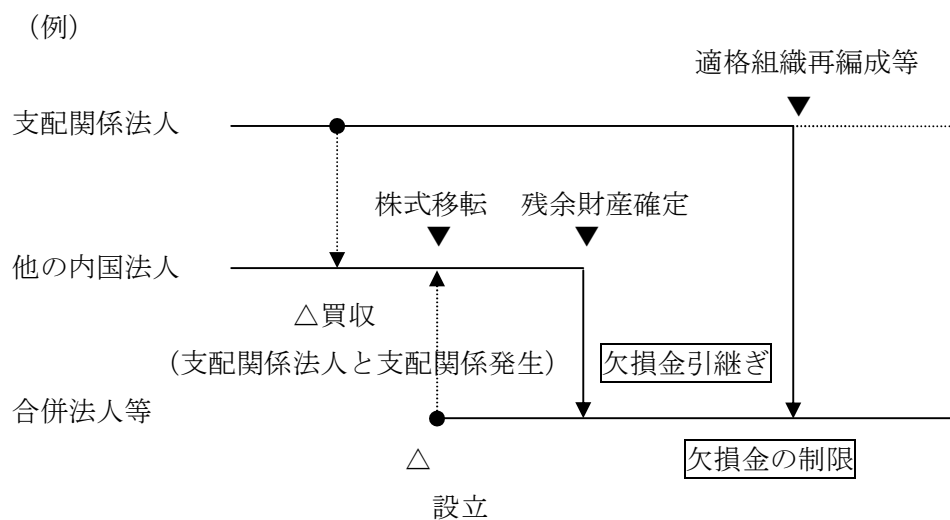 （例）
適格組織再編成等
▼
支配関係法人
株式移転　残余財産確定
▼　▼
他の内国法人
△買収
（支配関係法人と支配関係発生）　欠損金引継ぎ
合併法人等
△　欠損金の制限
設立